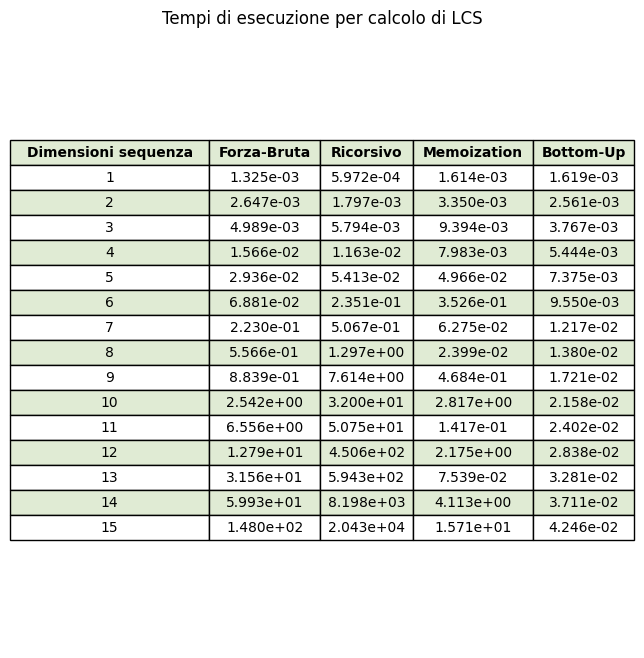 Tempi di esecuzione per calcolo di LCS
Dimensioni sequenza Forza-Bruta Ricorsivo Memoization Bottom-Up
1 1.325e-03 5.972e-04 1.614e-03 1.619e-03
2 2.647e-03 1.797e-03 3.350e-03 2.561e-03
3 4.989e-03 5.794e-03 9.394e-03 3.767e-03
4 1.566e-02 1.163e-02 7.983e-03 5.444e-03
5 2.936e-02 5.413e-02 4.966e-02 7.375e-03
6 6.881e-02 2.351e-01 3.526e-01 9.550e-03
7 2.230e-01 5.067e-01 6.275e-02 1.217e-02
8 5.566e-01 1.297e+00 2.399e-02 1.380e-02
9 8.839e-01 7.614e+00 4.684e-01 1.721e-02
10 2.542e+00 3.200e+01 2.817e+00 2.158e-02
11 6.556e+00 5.075e+01 1.417e-01 2.402e-02
12 1.279e+01 4.506e+02 2.175e+00 2.838e-02
13 3.156e+01 5.943e+02 7.539e-02 3.281e-02
14 5.993e+01 8.198e+03 4.113e+00 3.711e-02
15 1.480e+02 2.043e+04 1.571e+01 4.246e-02